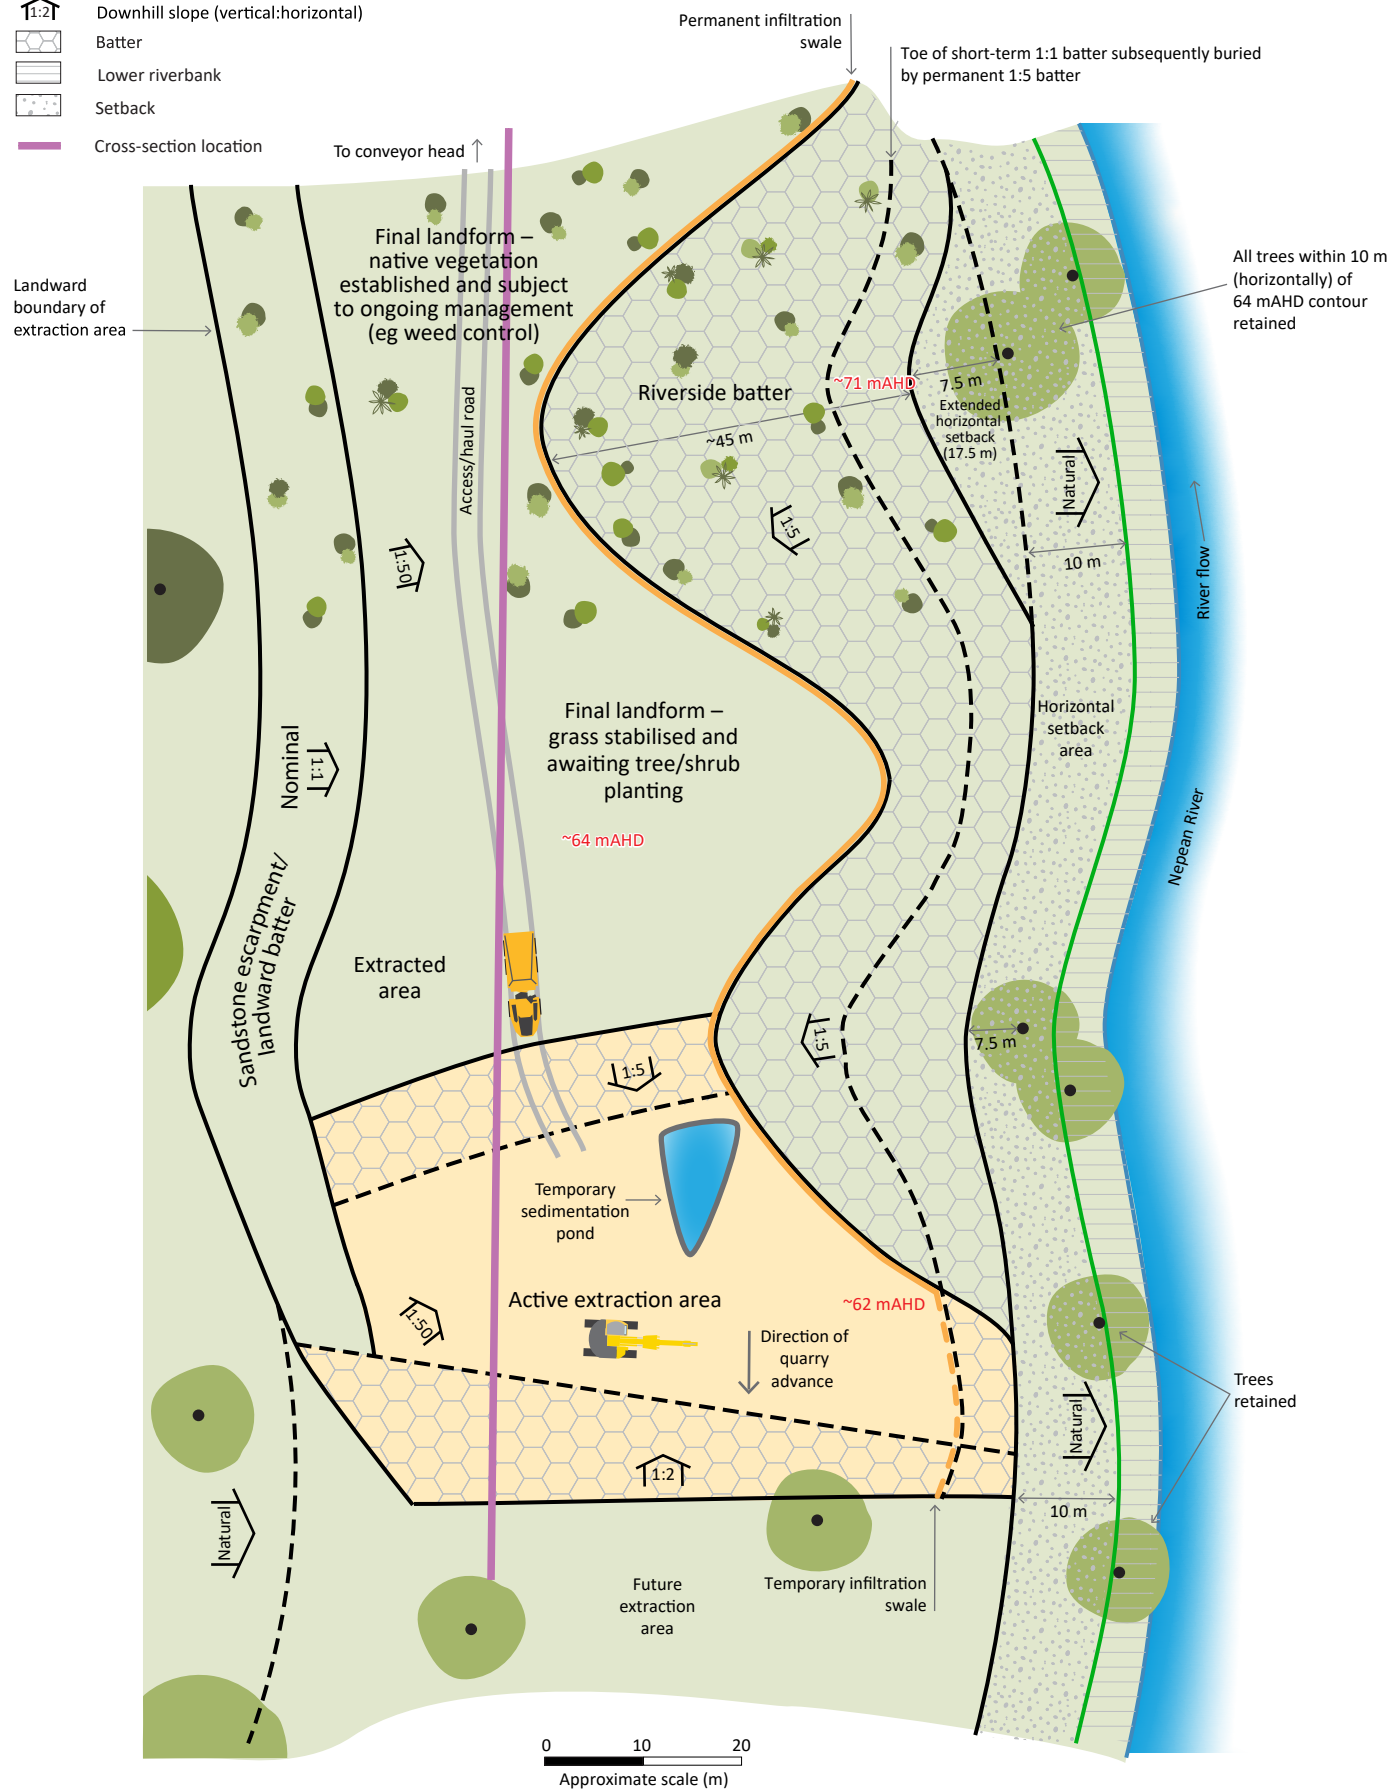 1:2
Downhill slope (vertical:horizontal)
Batter
Lower riverbank
Setback
Cross-section location
Permanent infiltration
swale
Toe of short-term 1:1 batter subsequently buried
by permanent 1:5 batter
To conveyor head
Final landform –
native vegetation
established and subject
to ongoing management
(eg weed control)
Landward
boundary of
extraction area
All trees within 10 m
(horizontally) of
64 mAHD contour
retained
Access/haul road
Riverside batter
~71 mAHD
~45 m
7.5 m
Extended
horizontal
setback
(17.5 m)
Natural
1:5
1:50
10 m
River flow
Nominal
1:1
Final landform –
grass stabilised and
awaiting tree/shrub
planting
~64 mAHD
Horizontal
setback
area
Nepean River
Sandstone escarpment/
landward batter
Extracted
area
1:5
1:5
7.5 m
Temporary
sedimentation
pond
Active extraction area
~62 mAHD
1:50
Direction of
quarry
advance
Trees
retained
Natural
1:2
10 m
Natural
Future
extraction
area
Temporary infiltration
swale
0 10 20
Approximate scale (m)